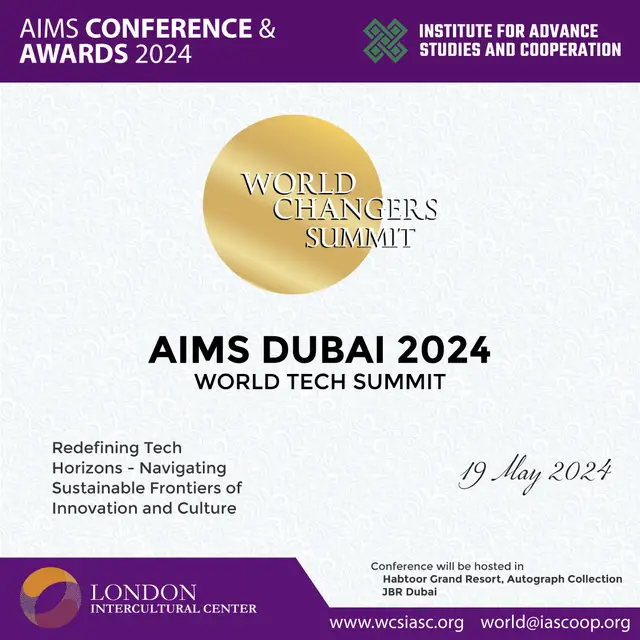 AIMS CONFERENCE &
AWARDS 2024
INSTITUTE FOR ADVANCE
STUDIES AND COOPERATION
WORLD
CHANGERS
SUMMIT
AIMS DUBAI 2024
WORLD TECH SUMMIT
Redefining Tech
Horizons - Navigating
Sustainable Frontiers of
Innovation and Culture
19 May 2024
Conference will be hosted in
Habtoor Grand Resort, Autograph Collection
JBR Dubai
LONDON
INTERCULTURAL CENTER
www.wcsiasc.org world@iascoop.org